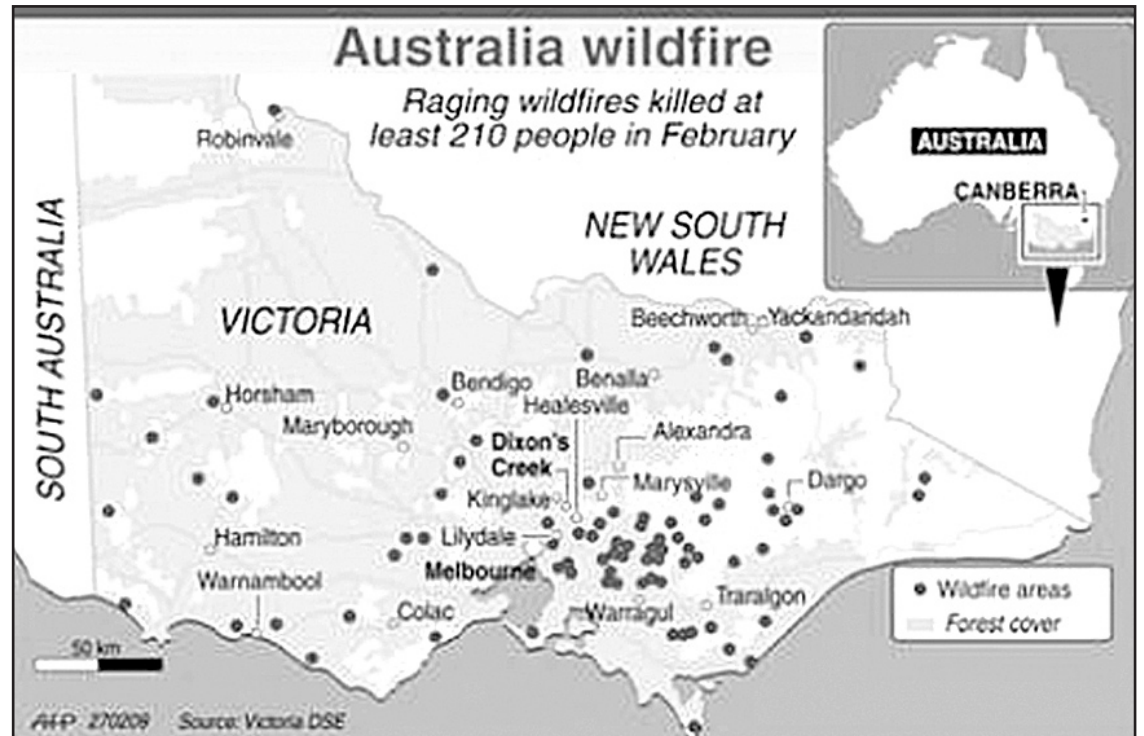 Australia wildfire
Raging wildfires killed at
least 210 people in February
AUSTRALIA
CANBERRA
Robinvale
NEW SOUTH
WALES
SOUTH AUSTRALIA
VICTORIA
Beechworth
Yackandandah
Horsham
Bendigo
Benalla
Healesville
Maryborough
Alexandra
Dixon's
Creek
Marysville
Dargo
Kinglake
Hamilton
Lilydale
Melbourne
Warnambool
Colac
Warragul
Traralgon
Wildfire areas
Forest cover
50 km
AFP 270209 Source: Victoria DSE